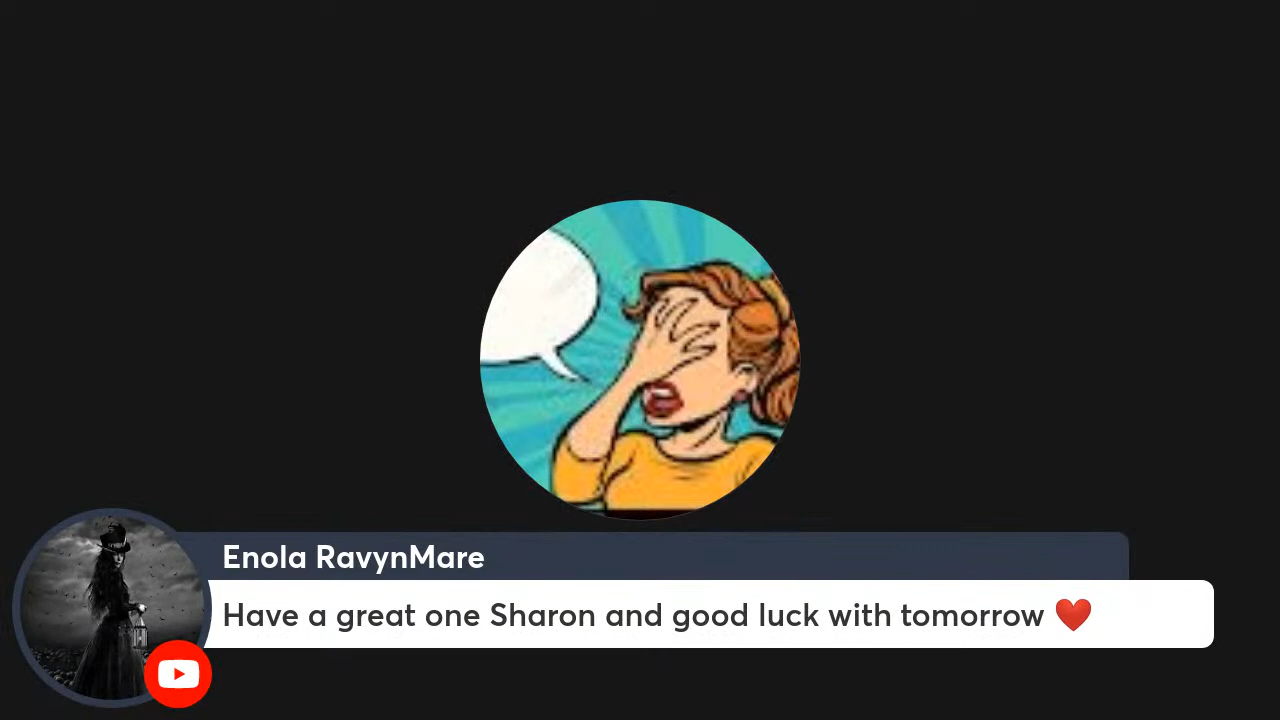 Enola RavynMare
Have a great one Sharon and good luck with tomorrow ❤️